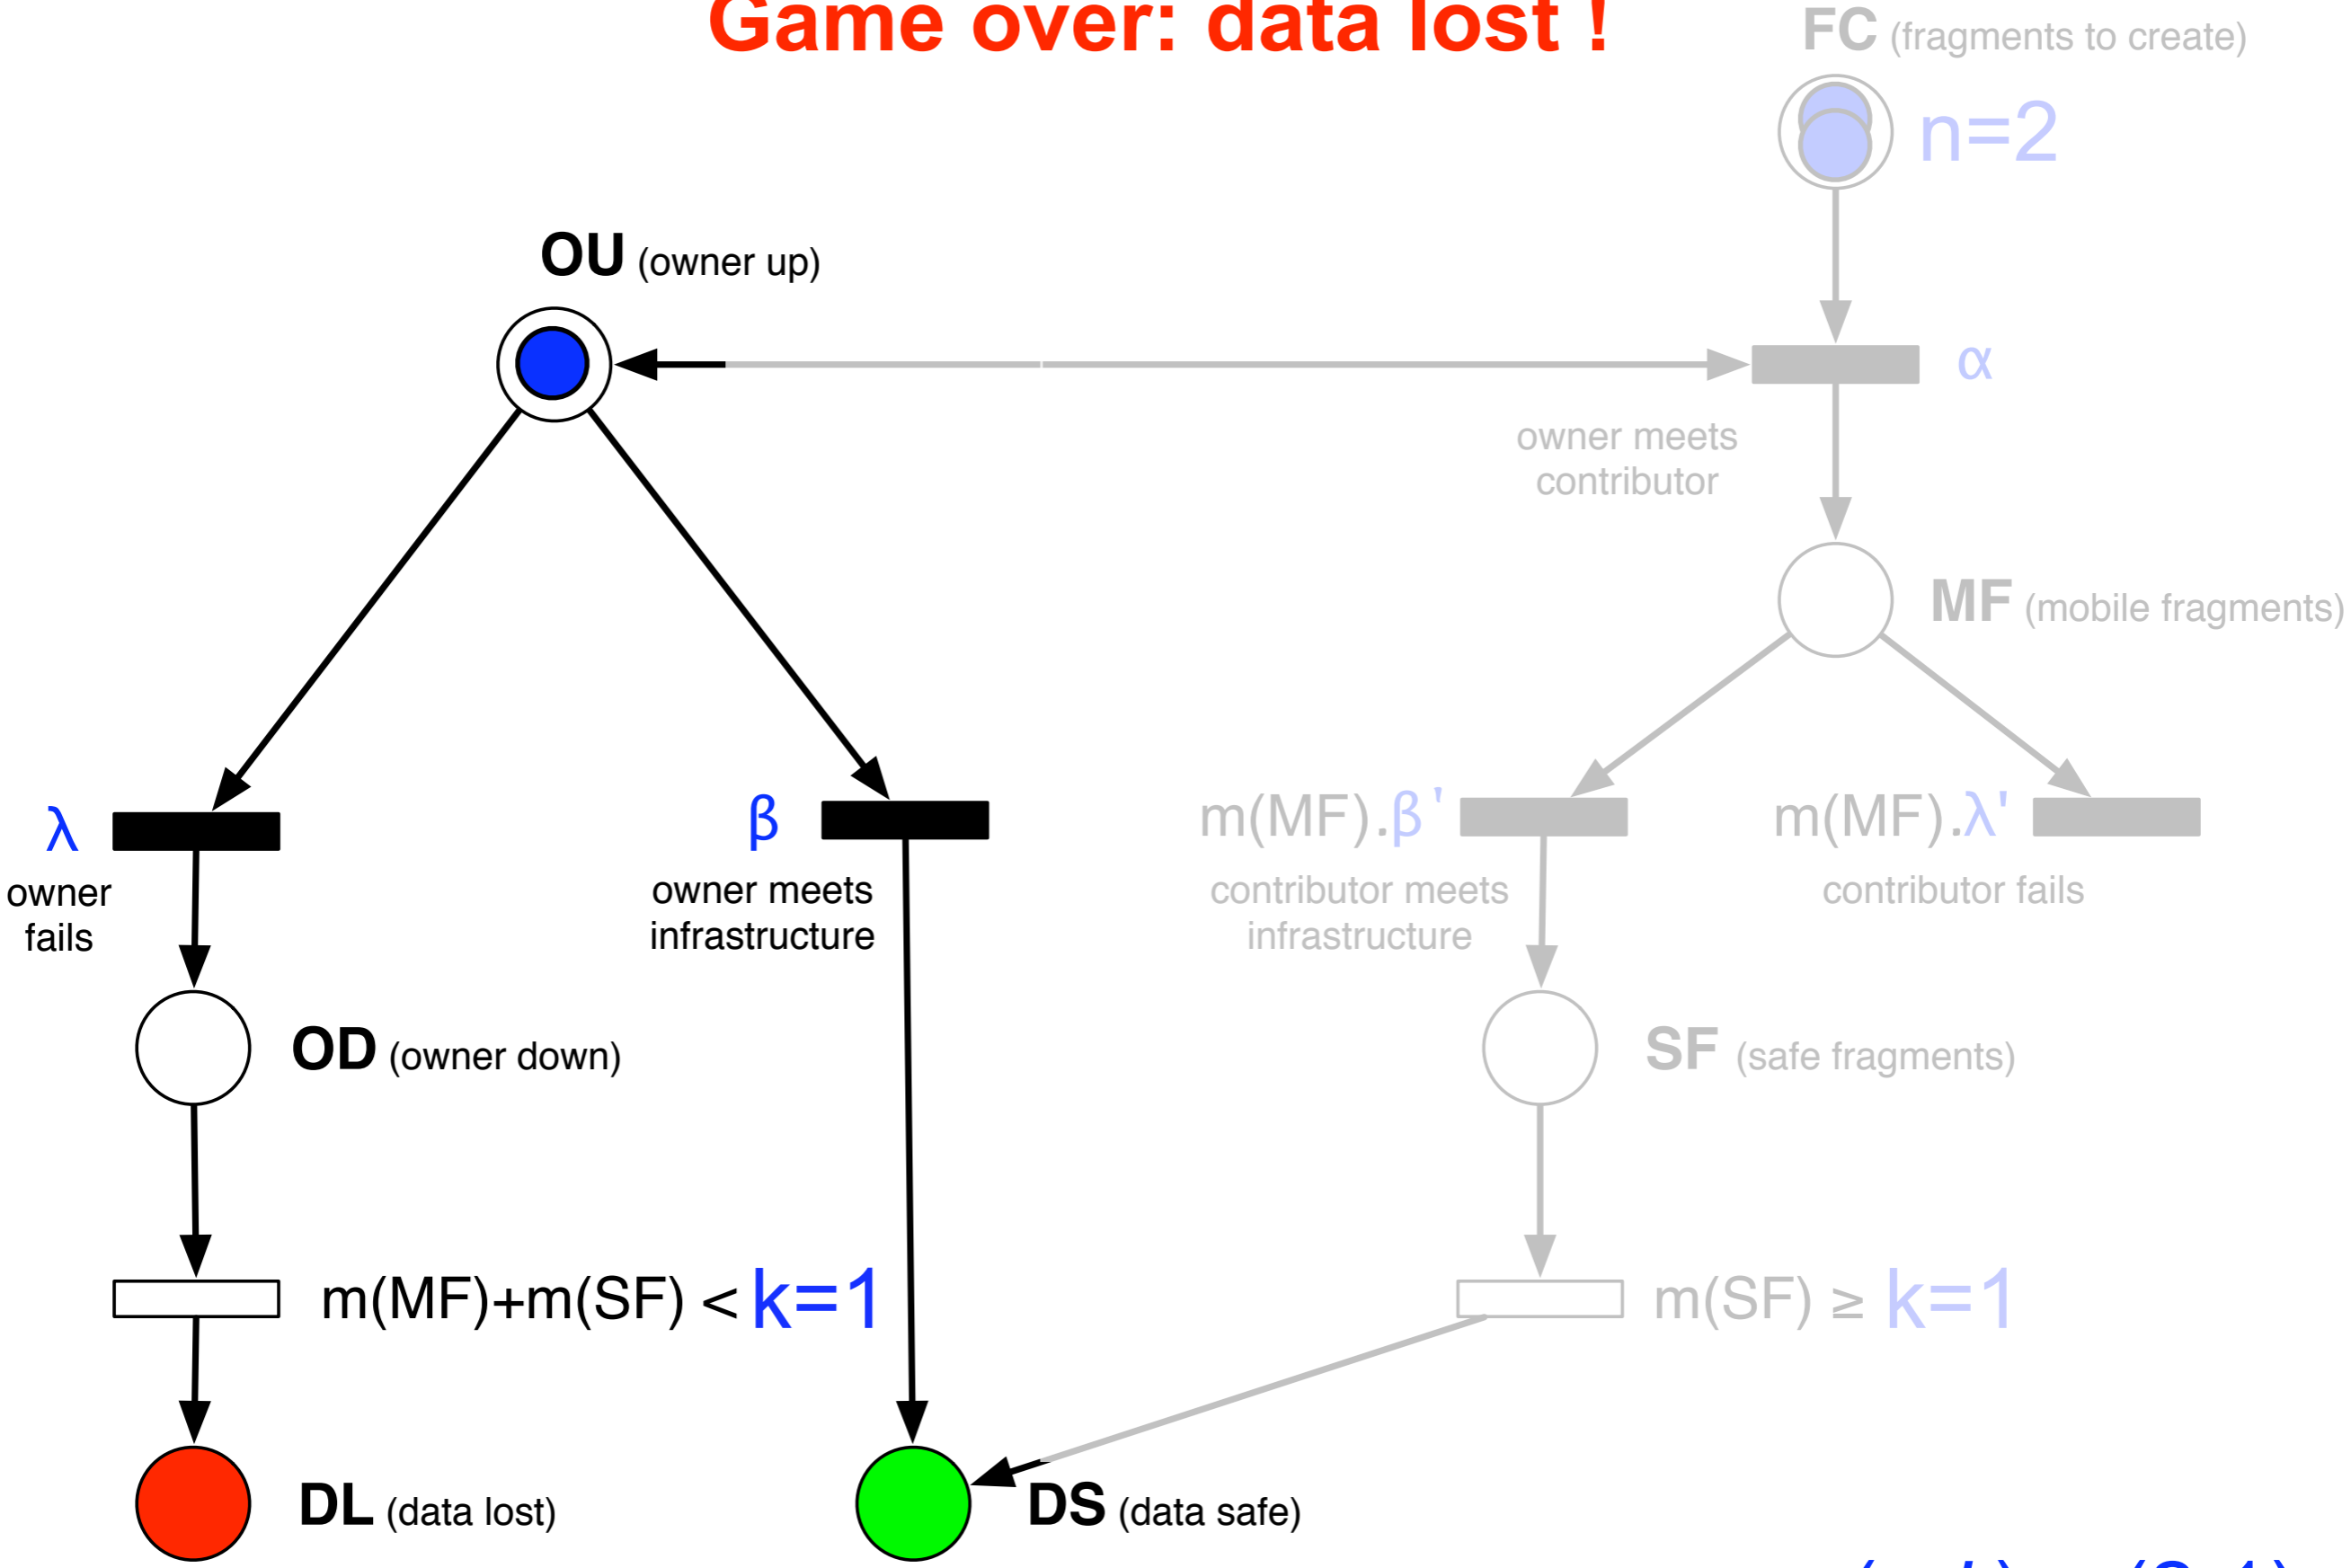 Game over: data lost !
FC (fragments to create)
n=2
OU (owner up)
α
owner meets
contributor
MF (mobile fragments)
λ
owner
fails
β
owner meets
infrastructure
m(MF).β'
contributor meets
infrastructure
m(MF).λ'
contributor fails
OD (owner down)
SF (safe fragments)
m(MF)+m(SF) < k=1
m(SF) ≥ k=1
DL (data lost)
DS (data safe)